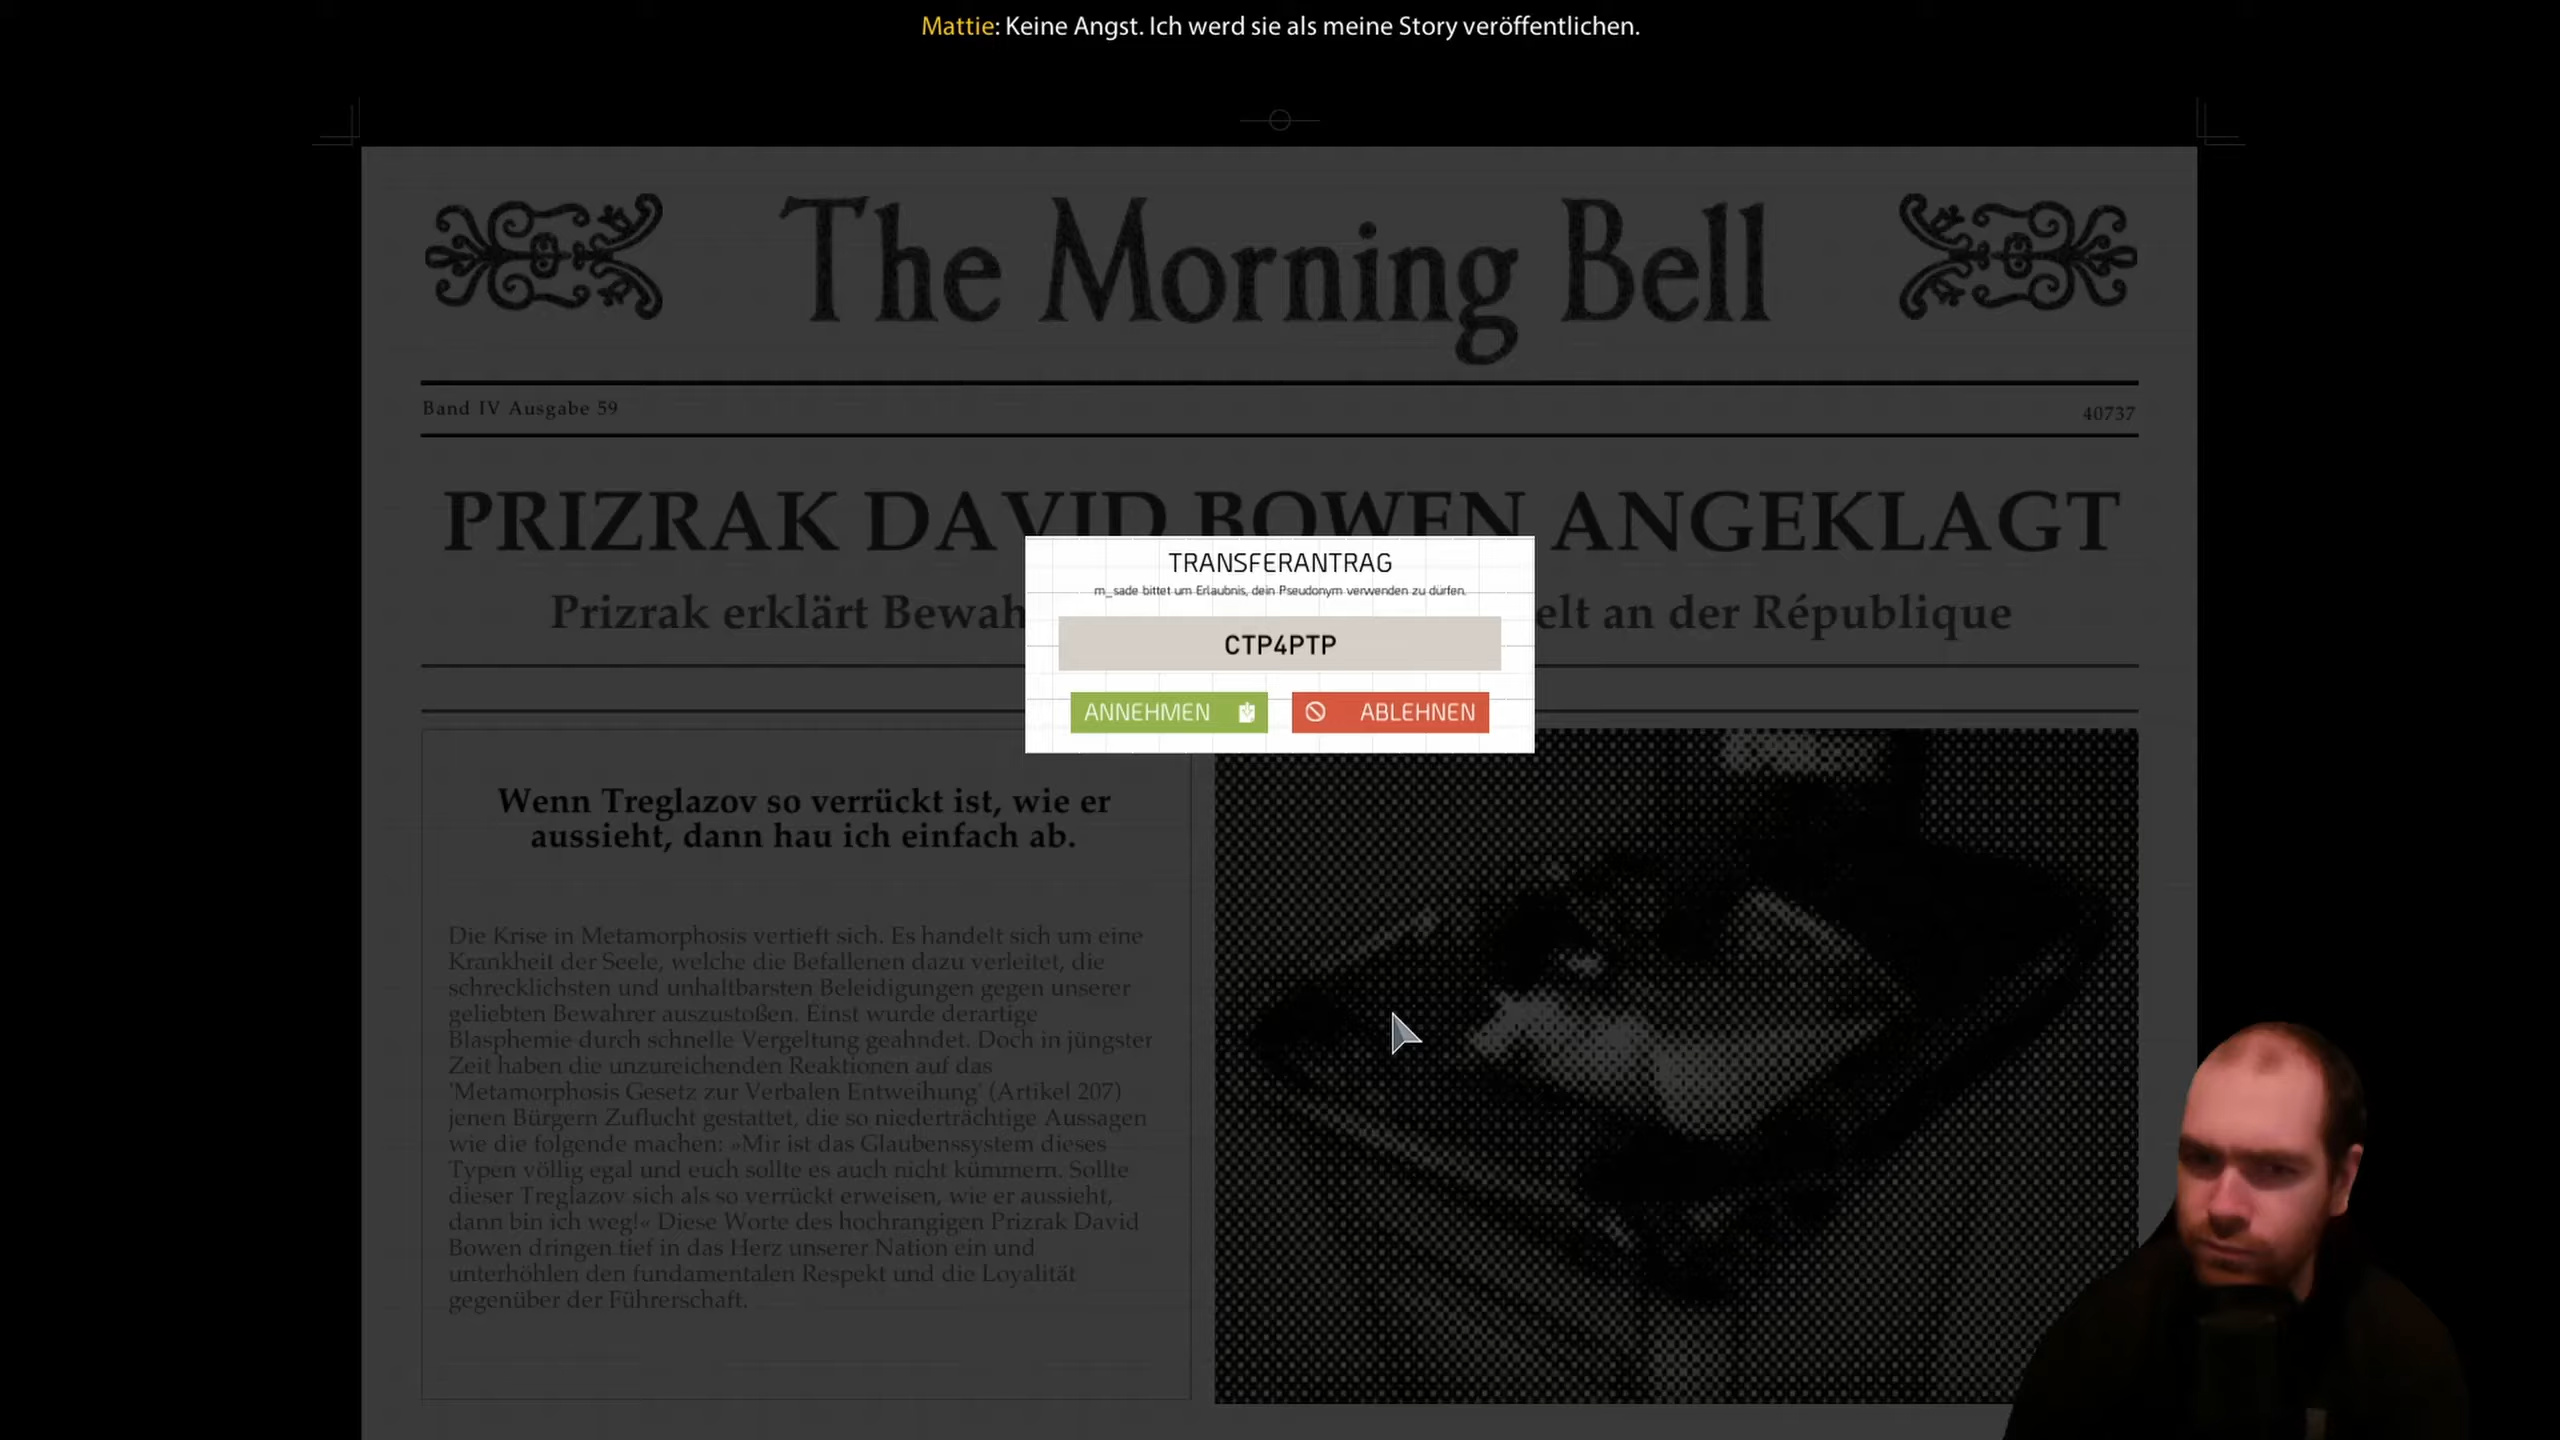 Mattie: Keine Angst. Ich werd sie als meine Story veröffentlichen.
The Morning Bell
Band IV Ausgabe 59
40737
PRIZRAK DAVID BOWEN ANGEKLAGT
Prizrak erklärt Bewah
elt an der République
TRANSFERANTRAG
m_sade bittet um Erlaubnis, dein Pseudonym verwenden zu dürfen.
CTP4PTP
ANNEHMEN
ABLEHNEN
Wenn Treglazov so verrückt ist, wie er
aussieht, dann hau ich einfach ab.
Die Krise in Metamorphosis vertieft sich. Es handelt sich um eine
Krankheit der Seele, welche die Befallenen dazu verleitet, die
schrecklichsten und unhaltbarsten Beleidigungen gegen unserer
geliebten Bewahrer auszustoßen. Einst wurde derartige
Blasphemie durch schnelle Vergeltung geahndet. Doch in jüngster
Zeit haben die unzureichenden Reaktionen auf das
'Metamorphosis Gesetz zur Verbalen Entweihung' (Artikel 207)
jenen Bürgern Zuflucht gestattet, die so niederträchtige Aussagen
wie die folgende machen: »Mir ist das Glaubenssystem dieses
Typen völlig egal und euch sollte es auch nicht kümmern. Sollte
dieser Treglazov sich als so verrückt erweisen, wie er aussieht,
dann bin ich weg!« Diese Worte des hochrangigen Prizrak David
Bowen dringen tief in das Herz unserer Nation ein und
unterhöhlen den fundamentalen Respekt und die Loyalität
gegenüber der Führerschaft.